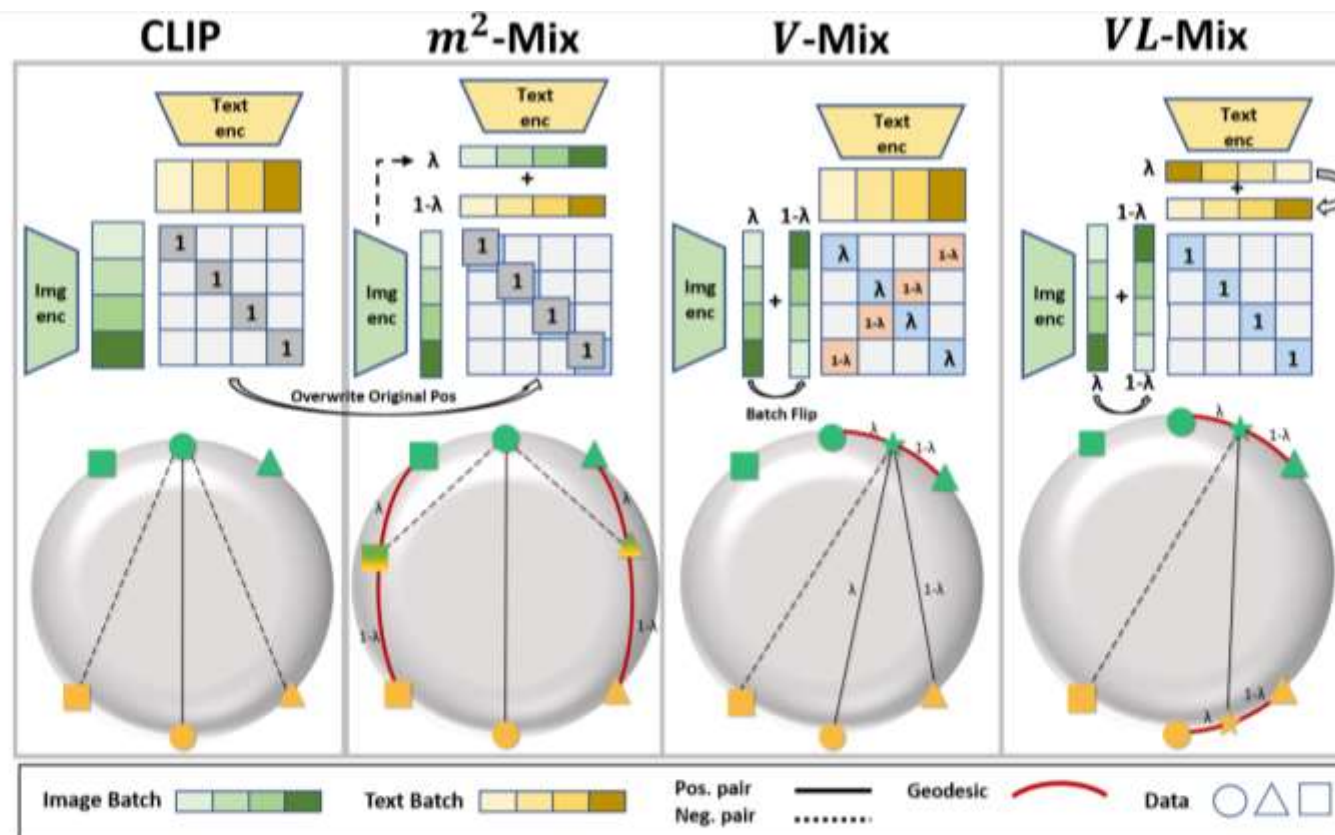 CLIP
m²-Mix
V-Mix
VL-Mix
Text
enc
Img
enc
1
1
1
1
Overwrite Original Pos
Text
enc
λ
+
1-λ
Img
enc
1
1
1
1
Text
enc
λ 1-λ
Img
enc
+
λ 1-λ
λ 1-λ
1-λ λ
1-λ λ
Batch Flip
Text
enc
λ
+
1-λ
Img
enc
+
1
1
1
1
λ 1-λ
λ
1-λ
λ
1-λ
λ
1-λ
λ
1-λ
λ
1-λ
λ
1-λ
Image Batch
Text Batch
Pos. pair
Neg. pair
Geodesic
Data